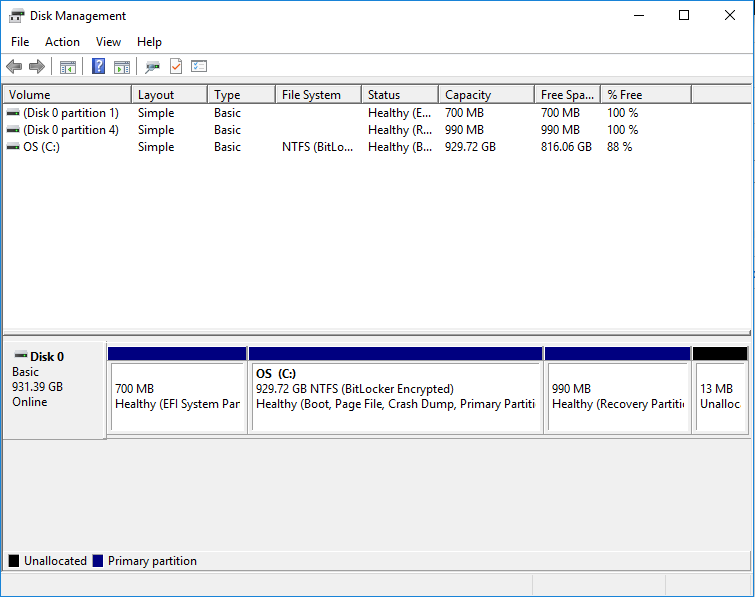 Disk Management
File Action View Help
Volume Layout Type File System Status Capacity Free Spa... % Free
(Disk 0 partition 1) Simple Basic Healthy (E... 700 MB 700 MB 100 %
(Disk 0 partition 4) Simple Basic Healthy (R... 990 MB 990 MB 100 %
OS (C:) Simple Basic NTFS (BitLo... Healthy (B... 929.72 GB 816.06 GB 88 %
Disk 0
Basic
931.39 GB
Online
700 MB
Healthy (EFI System Par
OS (C:)
929.72 GB NTFS (BitLocker Encrypted)
Healthy (Boot, Page File, Crash Dump, Primary Partiti
990 MB
Healthy (Recovery Partitio
13 MB
Unalloc
Unallocated Primary partition